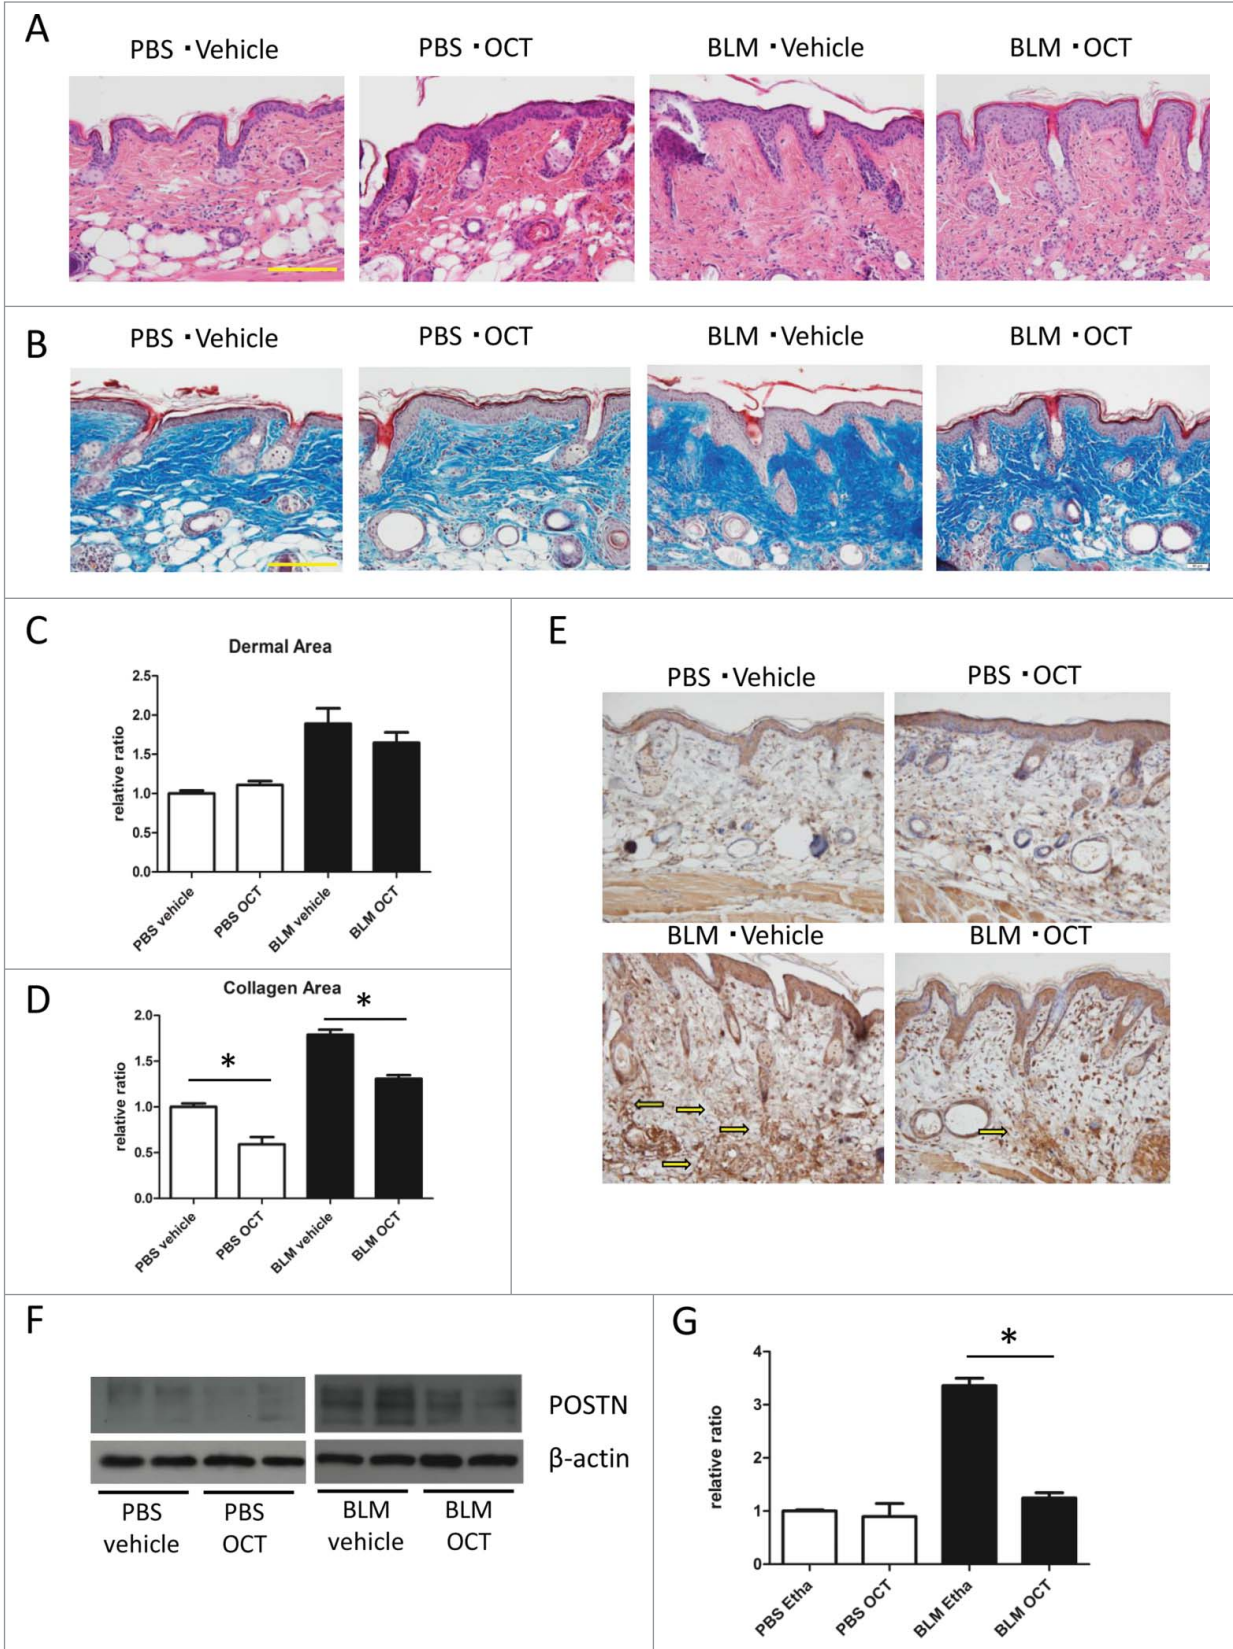 A
PBS ▪ Vehicle
PBS ▪ OCT
BLM ▪ Vehicle
BLM ▪ OCT
B
PBS ▪ Vehicle
PBS ▪ OCT
BLM ▪ Vehicle
BLM ▪ OCT
C
Dermal Area
relative ratio
2.5
2.0
1.5
1.0
0.5
0.0
PBS vehicle
PBS OCT
BLM vehicle
BLM OCT
D
Collagen Area
*
*
relative ratio
2.0
1.5
1.0
0.5
0.0
PBS vehicle
PBS OCT
BLM vehicle
BLM OCT
E
PBS ▪ Vehicle
PBS ▪ OCT
BLM ▪ Vehicle
BLM ▪ OCT
F
POSTN
β-actin
PBS
vehicle
PBS
OCT
BLM
vehicle
BLM
OCT
G
*
relative ratio
4
3
2
1
0
PBS Etha
PBS OCT
BLM Etha
BLM OCT